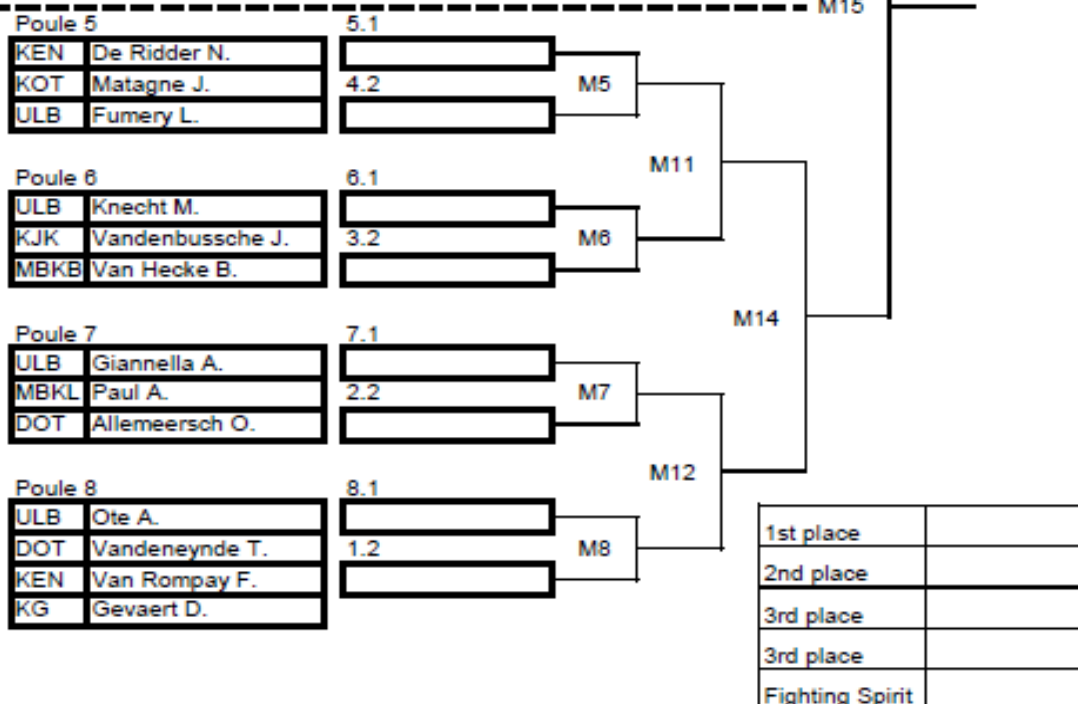 M15
Poule 5 5.1
KEN De Ridder N.
KOT Matagne J. 4.2 M5
ULB Fumery L.
M11
Poule 6 6.1
ULB Knecht M.
KJK Vandenbussche J. 3.2 M6
MBKB Van Hecke B.
M14
Poule 7 7.1
ULB Giannella A.
MBKL Paul A. 2.2 M7
DOT Allemeersch O.
M12
Poule 8 8.1
ULB Ote A.
DOT Vandeneynde T. 1.2 M8
KEN Van Rompay F.
KG Gevaert D.
1st place
2nd place
3rd place
3rd place
Fighting Spirit